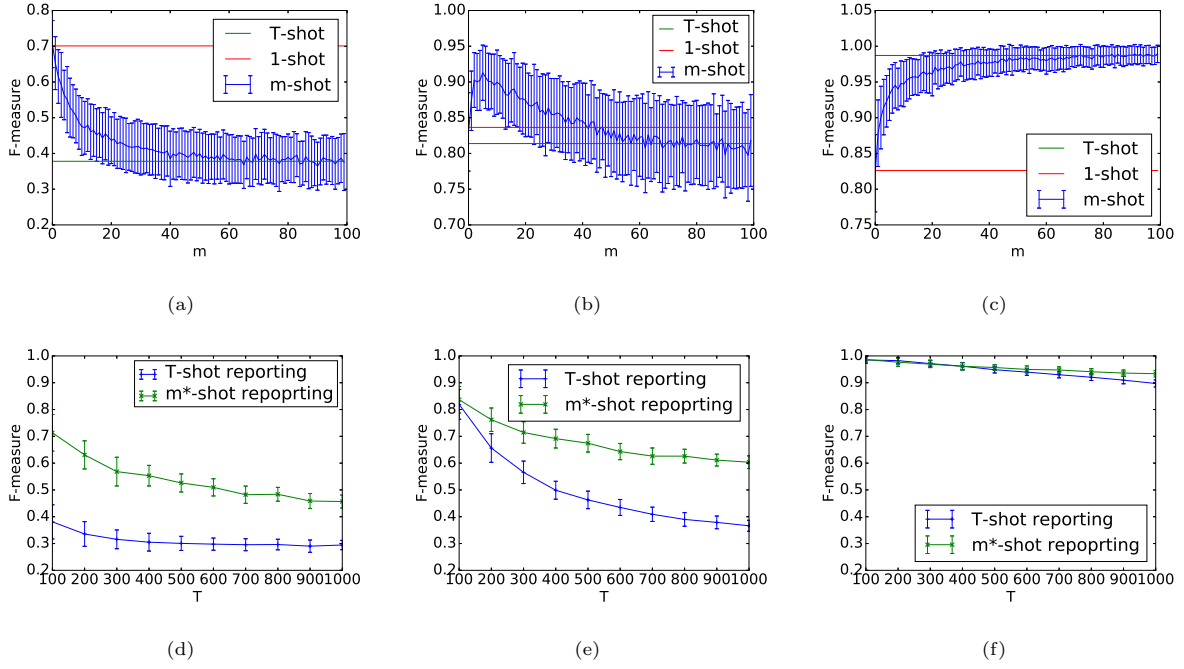 0.8
0.7
0.6
0.5
0.4
0.3
0.2
F-measure
0 20 40 60 80 100
m
T-shot
1-shot
m-shot
(a)
1.00
0.95
0.90
0.85
0.80
0.75
0.70
F-measure
0 20 40 60 80 100
m
T-shot
1-shot
m-shot
(b)
1.05
1.00
0.95
0.90
0.85
0.80
0.75
F-measure
0 20 40 60 80 100
m
T-shot
1-shot
m-shot
(c)
1.0
0.9
0.8
0.7
0.6
0.5
0.4
0.3
0.2
F-measure
100 200 300 400 500 600 700 800 900 1000
T
T-shot reporting
m*-shot repoprting
(d)
1.0
0.9
0.8
0.7
0.6
0.5
0.4
0.3
0.2
F-measure
100 200 300 400 500 600 700 800 900 1000
T
T-shot reporting
m*-shot repoprting
(e)
1.0
0.9
0.8
0.7
0.6
0.5
0.4
0.3
0.2
F-measure
100 200 300 400 500 600 700 800 900 1000
T
T-shot reporting
m*-shot repoprting
(f)